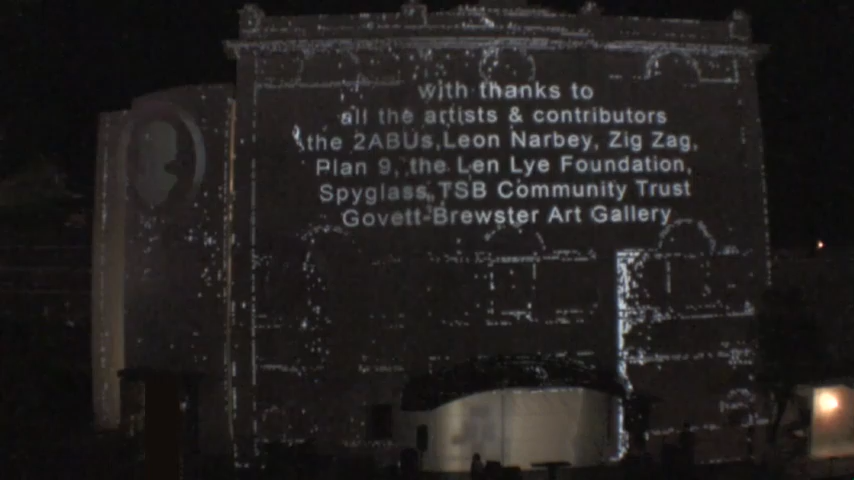 with thanks to
all the artists & contributors
the 2ABUs,Leon Narbey, Zig Zag,
Plan 9, the Len Lye Foundation,
Spyglass, TSB Community Trust
Govett-Brewster Art Gallery